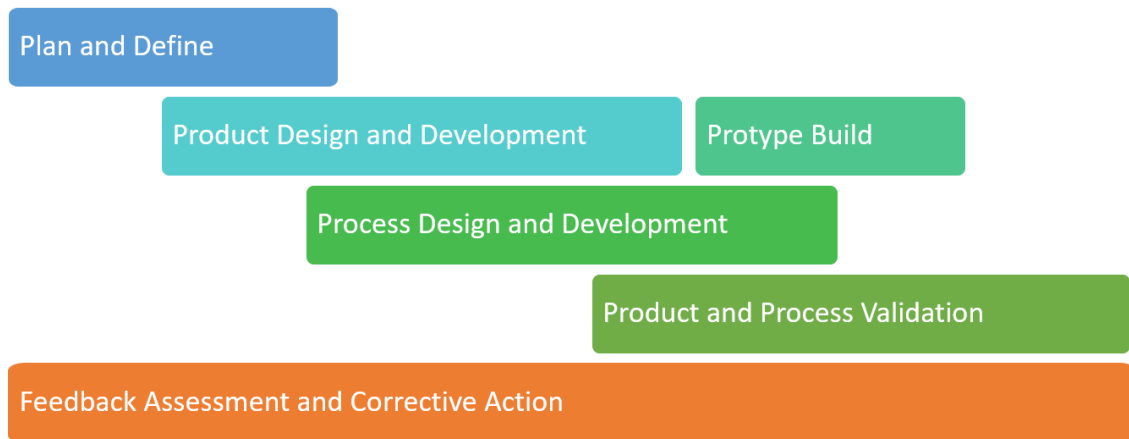 Plan and Define
Product Design and Development
Protype Build
Process Design and Development
Product and Process Validation
Feedback Assessment and Corrective Action